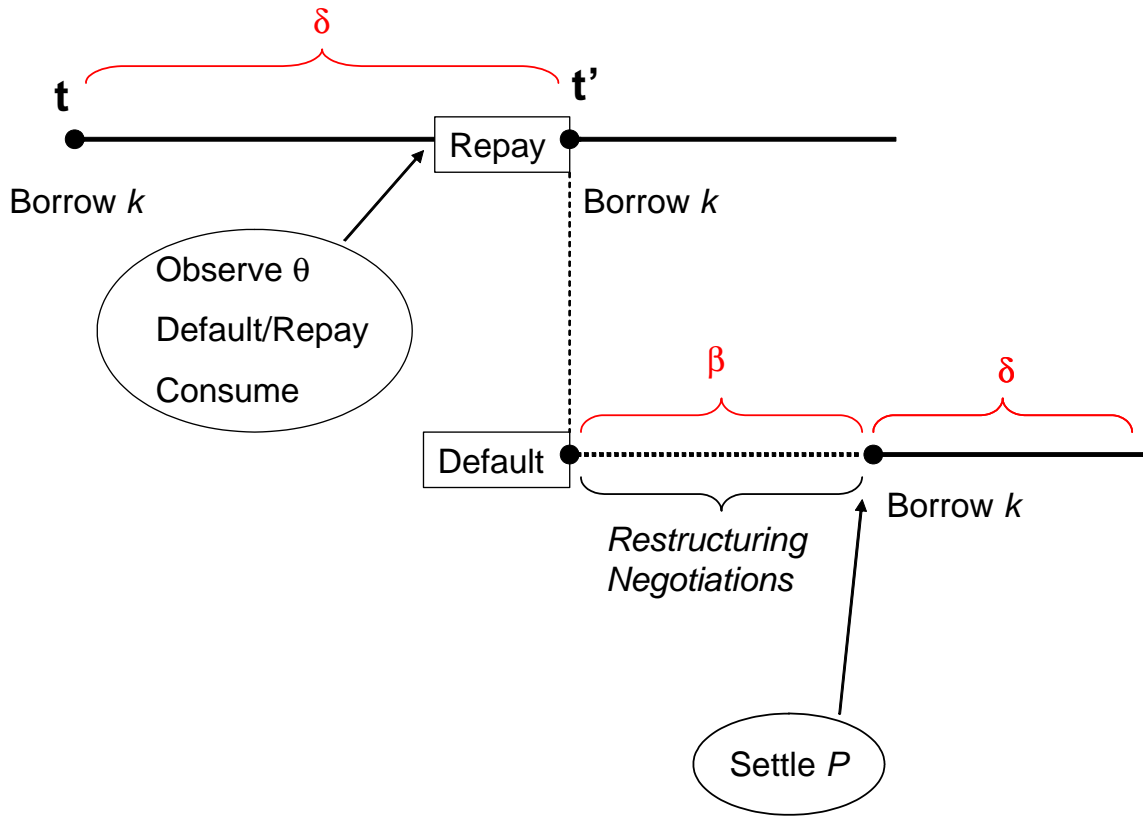 δ
t
t’
Repay
Borrow k
Borrow k
Observe θ
Default/Repay
Consume
β
δ
Default
Borrow k
Restructuring
Negotiations
Settle P